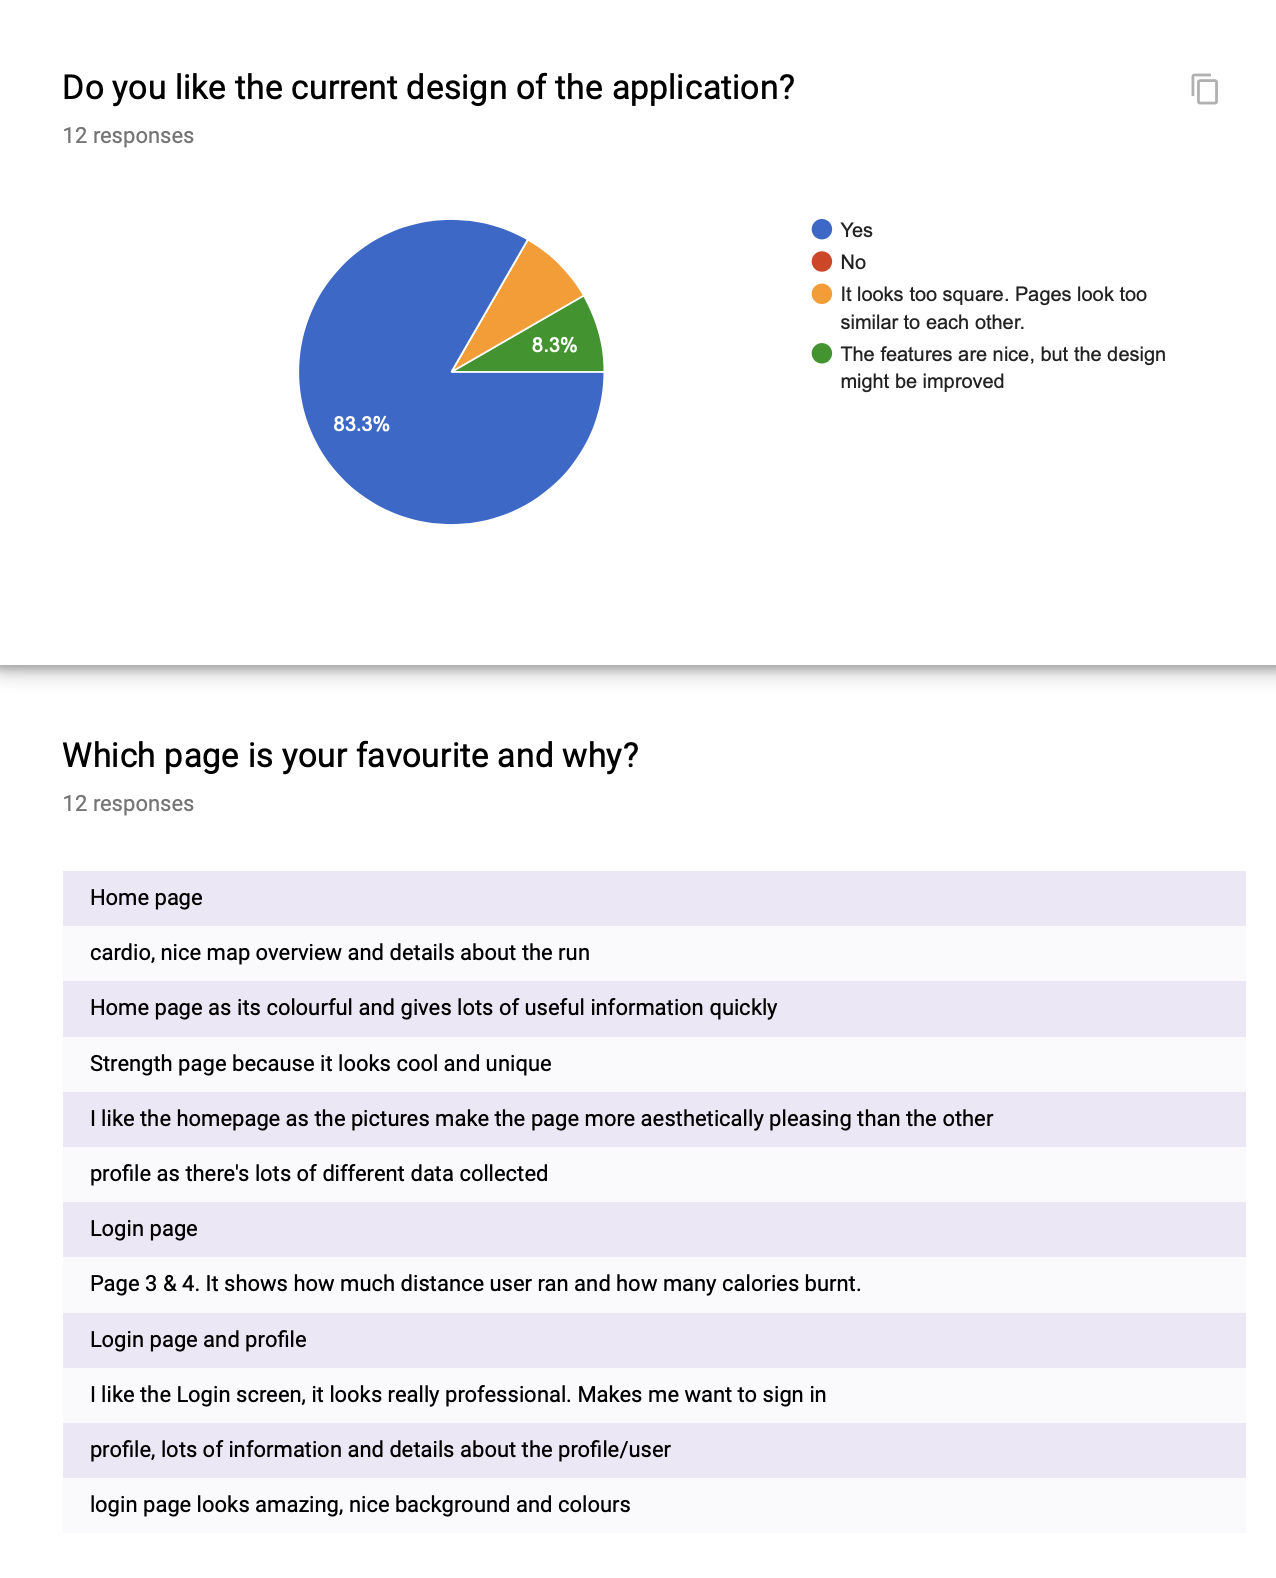 Do you like the current design of the application?
12 responses
Yes
No
It looks too square. Pages look too
similar to each other.
The features are nice, but the design
might be improved
8.3%
83.3%
Which page is your favourite and why?
12 responses
Home page
cardio, nice map overview and details about the run
Home page as its colourful and gives lots of useful information quickly
Strength page because it looks cool and unique
I like the homepage as the pictures make the page more aesthetically pleasing than the other
profile as there's lots of different data collected
Login page
Page 3 & 4. It shows how much distance user ran and how many calories burnt.
Login page and profile
I like the Login screen, it looks really professional. Makes me want to sign in
profile, lots of information and details about the profile/user
login page looks amazing, nice background and colours